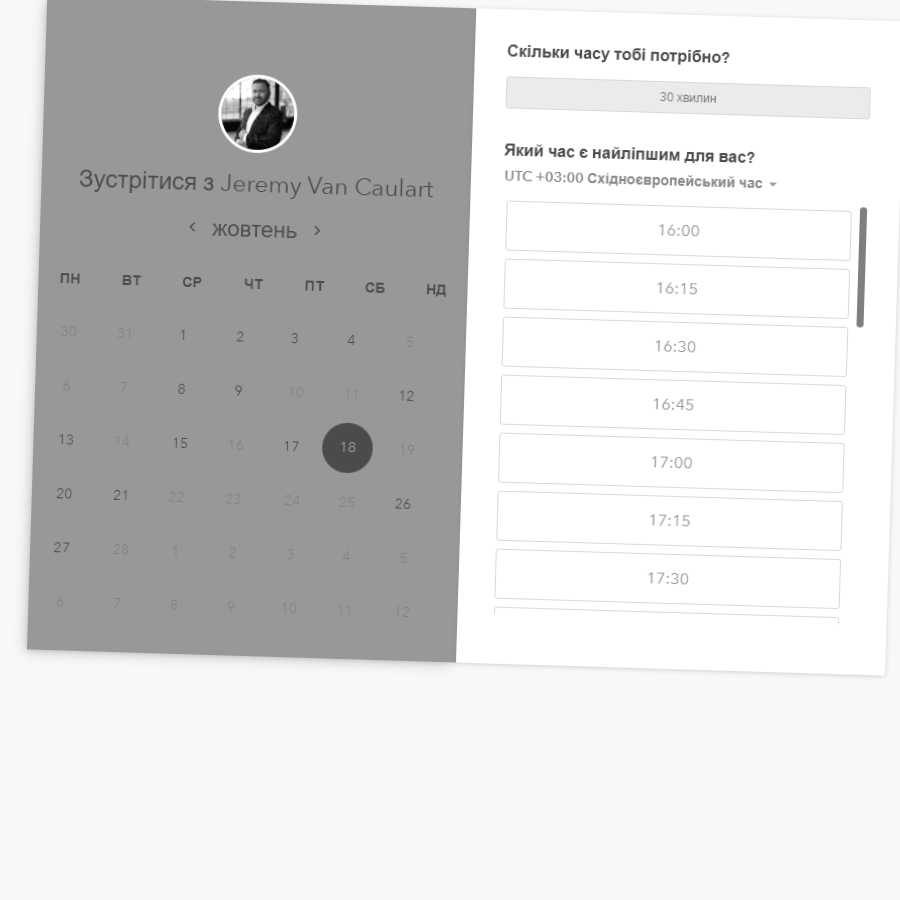 Зустрітися з Jeremy Van Caulart
жовтень
ПН ВТ СР ЧТ ПТ СБ НД
30 31 1 2 3 4 5
6 7 8 9 10 11 12
13 14 15 16 17 18 19
20 21 22 23 24 25 26
27 28 1 2 3 4 5
6 7 8 9 10 11 12
Скільки часу тобі потрібно?
30 хвилин
Який час є найліпшим для вас?
UTC +03:00 Східноєвропейський час
16:00
16:15
16:30
16:45
17:00
17:15
17:30